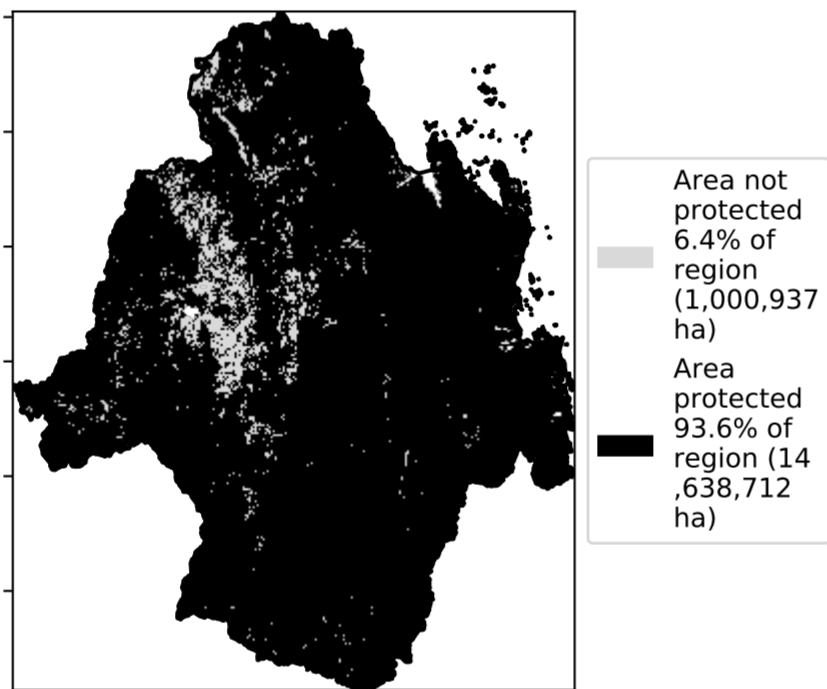 Area not
protected
6.4% of
region
(1,000,937
ha)
Area
protected
93.6% of
region (14
,638,712
ha)